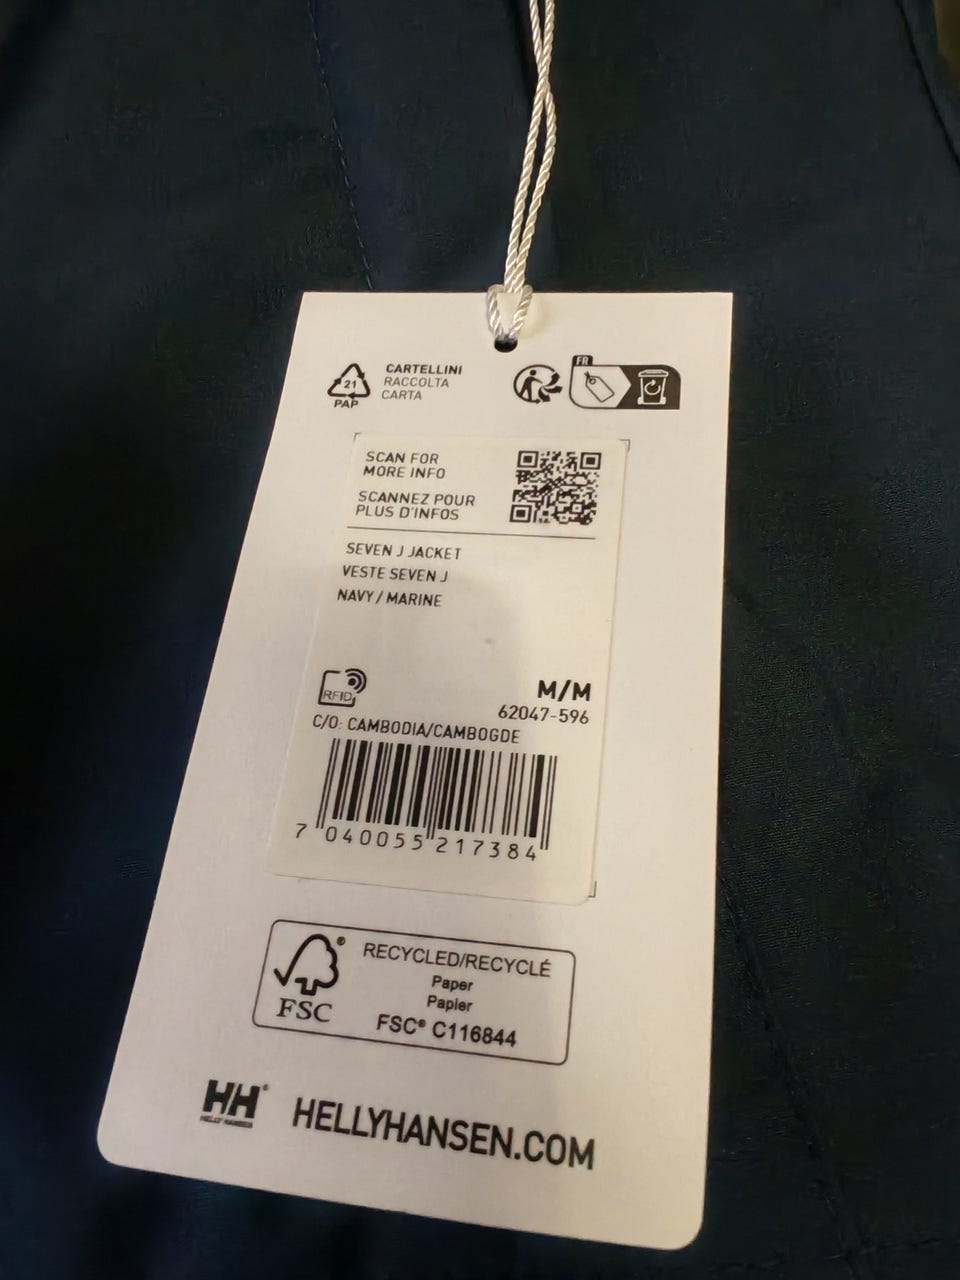 CARTELLINI
RACCOLTA
CARTA
21
PAP
FR
SCAN FOR
MORE INFO
SCANNEZ POUR
PLUS D'INFOS
SEVEN J JACKET
VESTE SEVEN J
NAVY / MARINE
RFID
M/M
62047-596
C/O: CAMBODIA/CAMBOGDE
7 040055 217384
RECYCLED/RECYCLÉ
Paper
Papier
FSC® C116844
FSC
HH®
HELLY HANSEN
HELLYHANSEN.COM